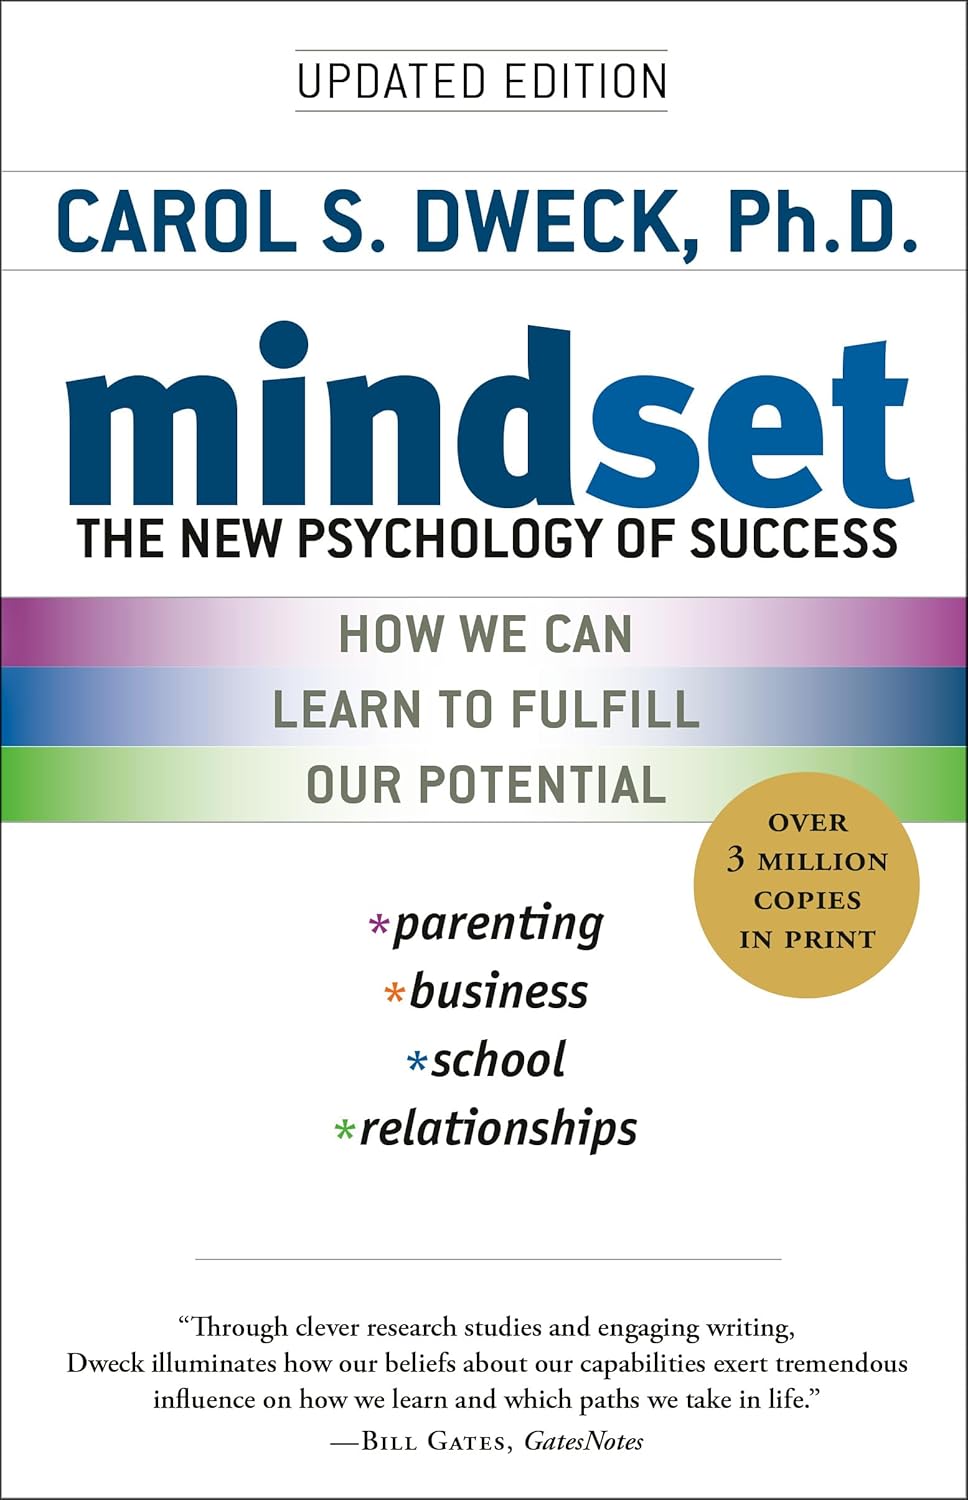 UPDATED EDITION
CAROL S. DWECK, Ph.D.
mindset
THE NEW PSYCHOLOGY OF SUCCESS
HOW WE CAN
LEARN TO FULFILL
OUR POTENTIAL
OVER
3 MILLION
COPIES
IN PRINT
*parenting
*business
*school
*relationships
“Through clever research studies and engaging writing,
Dweck illuminates how our beliefs about our capabilities exert tremendous
influence on how we learn and which paths we take in life.”
—BILL GATES, GatesNotes